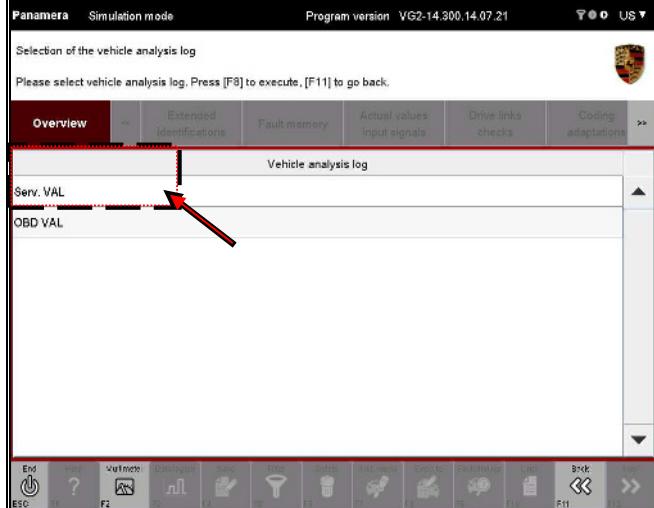 Panamera Simulation mode Program version VG2-14.300.14.07.21 US
Selection of the vehicle analysis log
Please select vehicle analysis log. Press [F8] to execute, [F11] to go back.
Overview << Extended identifications Fault memory Actual values input signals Drive links checks Coding adaptations >>
Vehicle analysis log
Serv. VAL
OBD VAL
End Help Multimeter Save Filter Back
ESC F2 F11